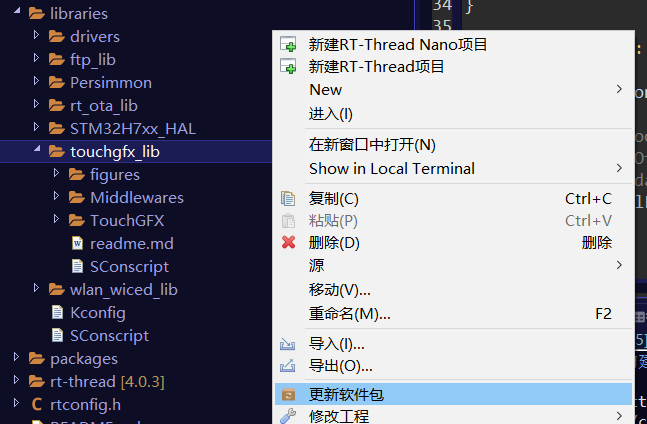 libraries
drivers
ftp_lib
Persimmon
rt_ota_lib
STM32H7xx_HAL
touchgfx_lib
figures
Middlewares
TouchGFX
readme.md
SConscript
wlan_wiced_lib
Kconfig
SConscript
packages
rt-thread [4.0.3]
rtconfig.h
34 }
35
新建RT-Thread Nano项目
新建RT-Thread项目
New
进入(I)
在新窗口中打开(N)
Show in Local Terminal
复制(C) Ctrl+C
粘贴(P) Ctrl+V
删除(D) 删除
源
移动(V)...
重命名(M)... F2
导入(I)...
导出(O)...
更新软件包
修改工程